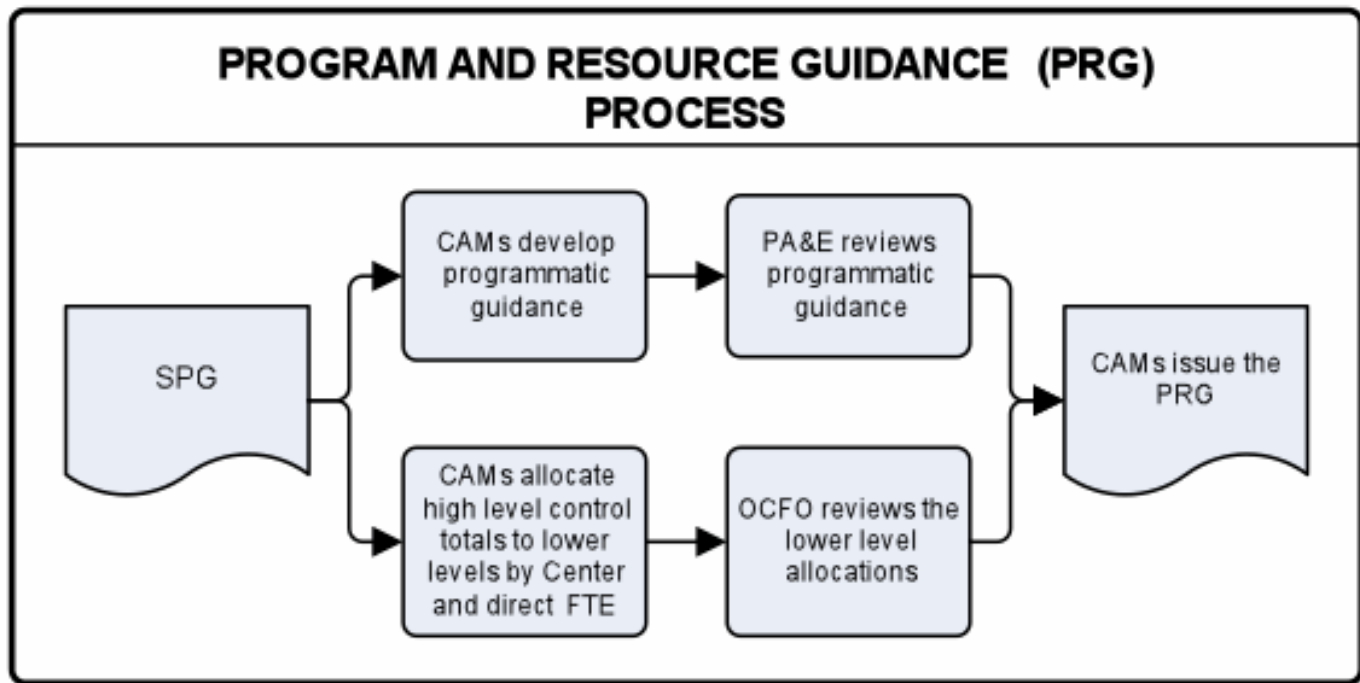 PROGRAM AND RESOURCE GUIDANCE (PRG)
PROCESS
SPG
CAMs develop
programmatic
guidance
PA&E reviews
programmatic
guidance
CAMs allocate
high level control
totals to lower
levels by Center
and direct FTE
OCFO reviews the
lower level
allocations
CAMs issue the
PRG